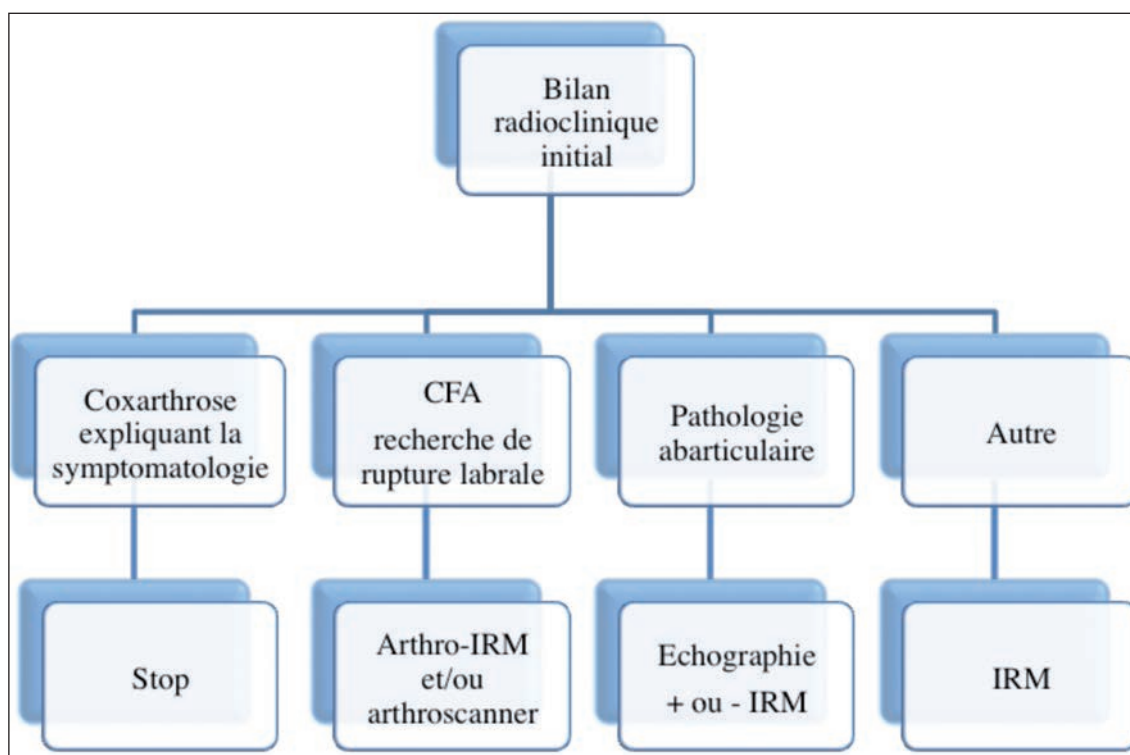 Bilan
radioclinique
initial
Coxarthrose
expliquant la
symptomatologie
CFA
recherche de
rupture labrale
Pathologie
abarticulaire
Autre
Stop
Arthro-IRM
et/ou
arthroscanner
Echographie
+ ou - IRM
IRM